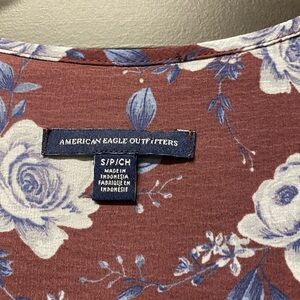 AMERICAN EAGLE OUTFITTERS
S/P/CH
MADE IN
INDONESIA
FABRIQUÉ EN
INDONÉSIE